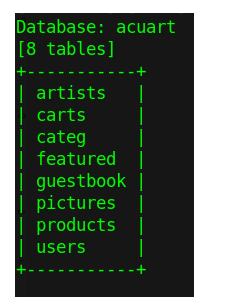 Database: acuart
[8 tables]
+-----------+
| artists   |
| carts     |
| categ     |
| featured  |
| guestbook |
| pictures  |
| products  |
| users     |
+-----------+